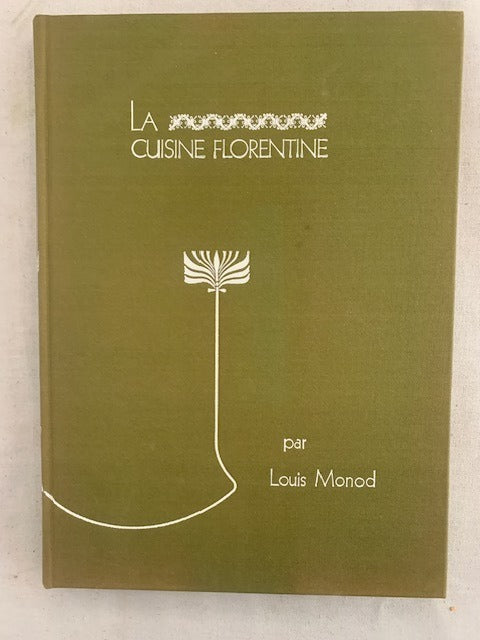 LA
CUISINE FLORENTINE
par
Louis Monod